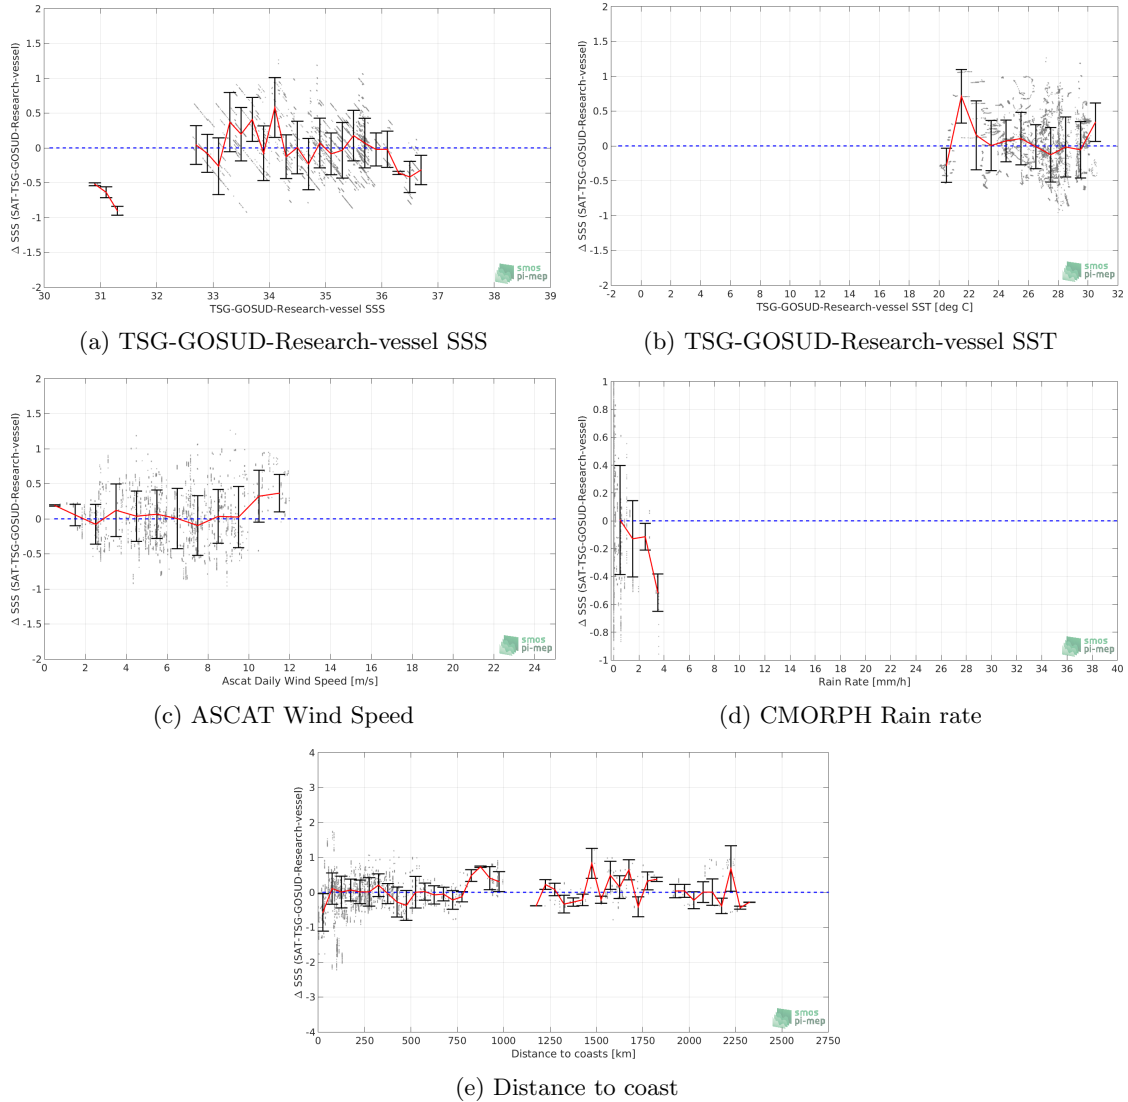 2
1.5
1
0.5
0
-0.5
-1
-1.5
-2
Δ SSS (SAT-TSG-GOSUD-Research-vessel)
30 31 32 33 34 35 36 37 38 39
TSG-GOSUD-Research-vessel SSS
smos
pi-mep
(a) TSG-GOSUD-Research-vessel SSS
2
1.5
1
0.5
0
-0.5
-1
-1.5
-2
Δ SSS (SAT-TSG-GOSUD-Research-vessel)
-2 0 2 4 6 8 10 12 14 16 18 20 22 24 26 28 30 32
TSG-GOSUD-Research-vessel SST [deg C]
smos
pi-mep
(b) TSG-GOSUD-Research-vessel SST
2
1.5
1
0.5
0
-0.5
-1
-1.5
-2
Δ SSS (SAT-TSG-GOSUD-Research-vessel)
0 2 4 6 8 10 12 14 16 18 20 22 24
Ascat Daily Wind Speed [m/s]
smos
pi-mep
(c) ASCAT Wind Speed
1
0.8
0.6
0.4
0.2
0
-0.2
-0.4
-0.6
-0.8
-1
Δ SSS (SAT-TSG-GOSUD-Research-vessel)
0 2 4 6 8 10 12 14 16 18 20 22 24 26 28 30 32 34 36 38 40
Rain Rate [mm/h]
smos
pi-mep
(d) CMORPH Rain rate
4
3
2
1
0
-1
-2
-3
-4
Δ SSS (SAT-TSG-GOSUD-Research-vessel)
0 250 500 750 1000 1250 1500 1750 2000 2250 2500 2750
Distance to coasts [km]
smos
pi-mep
(e) Distance to coast